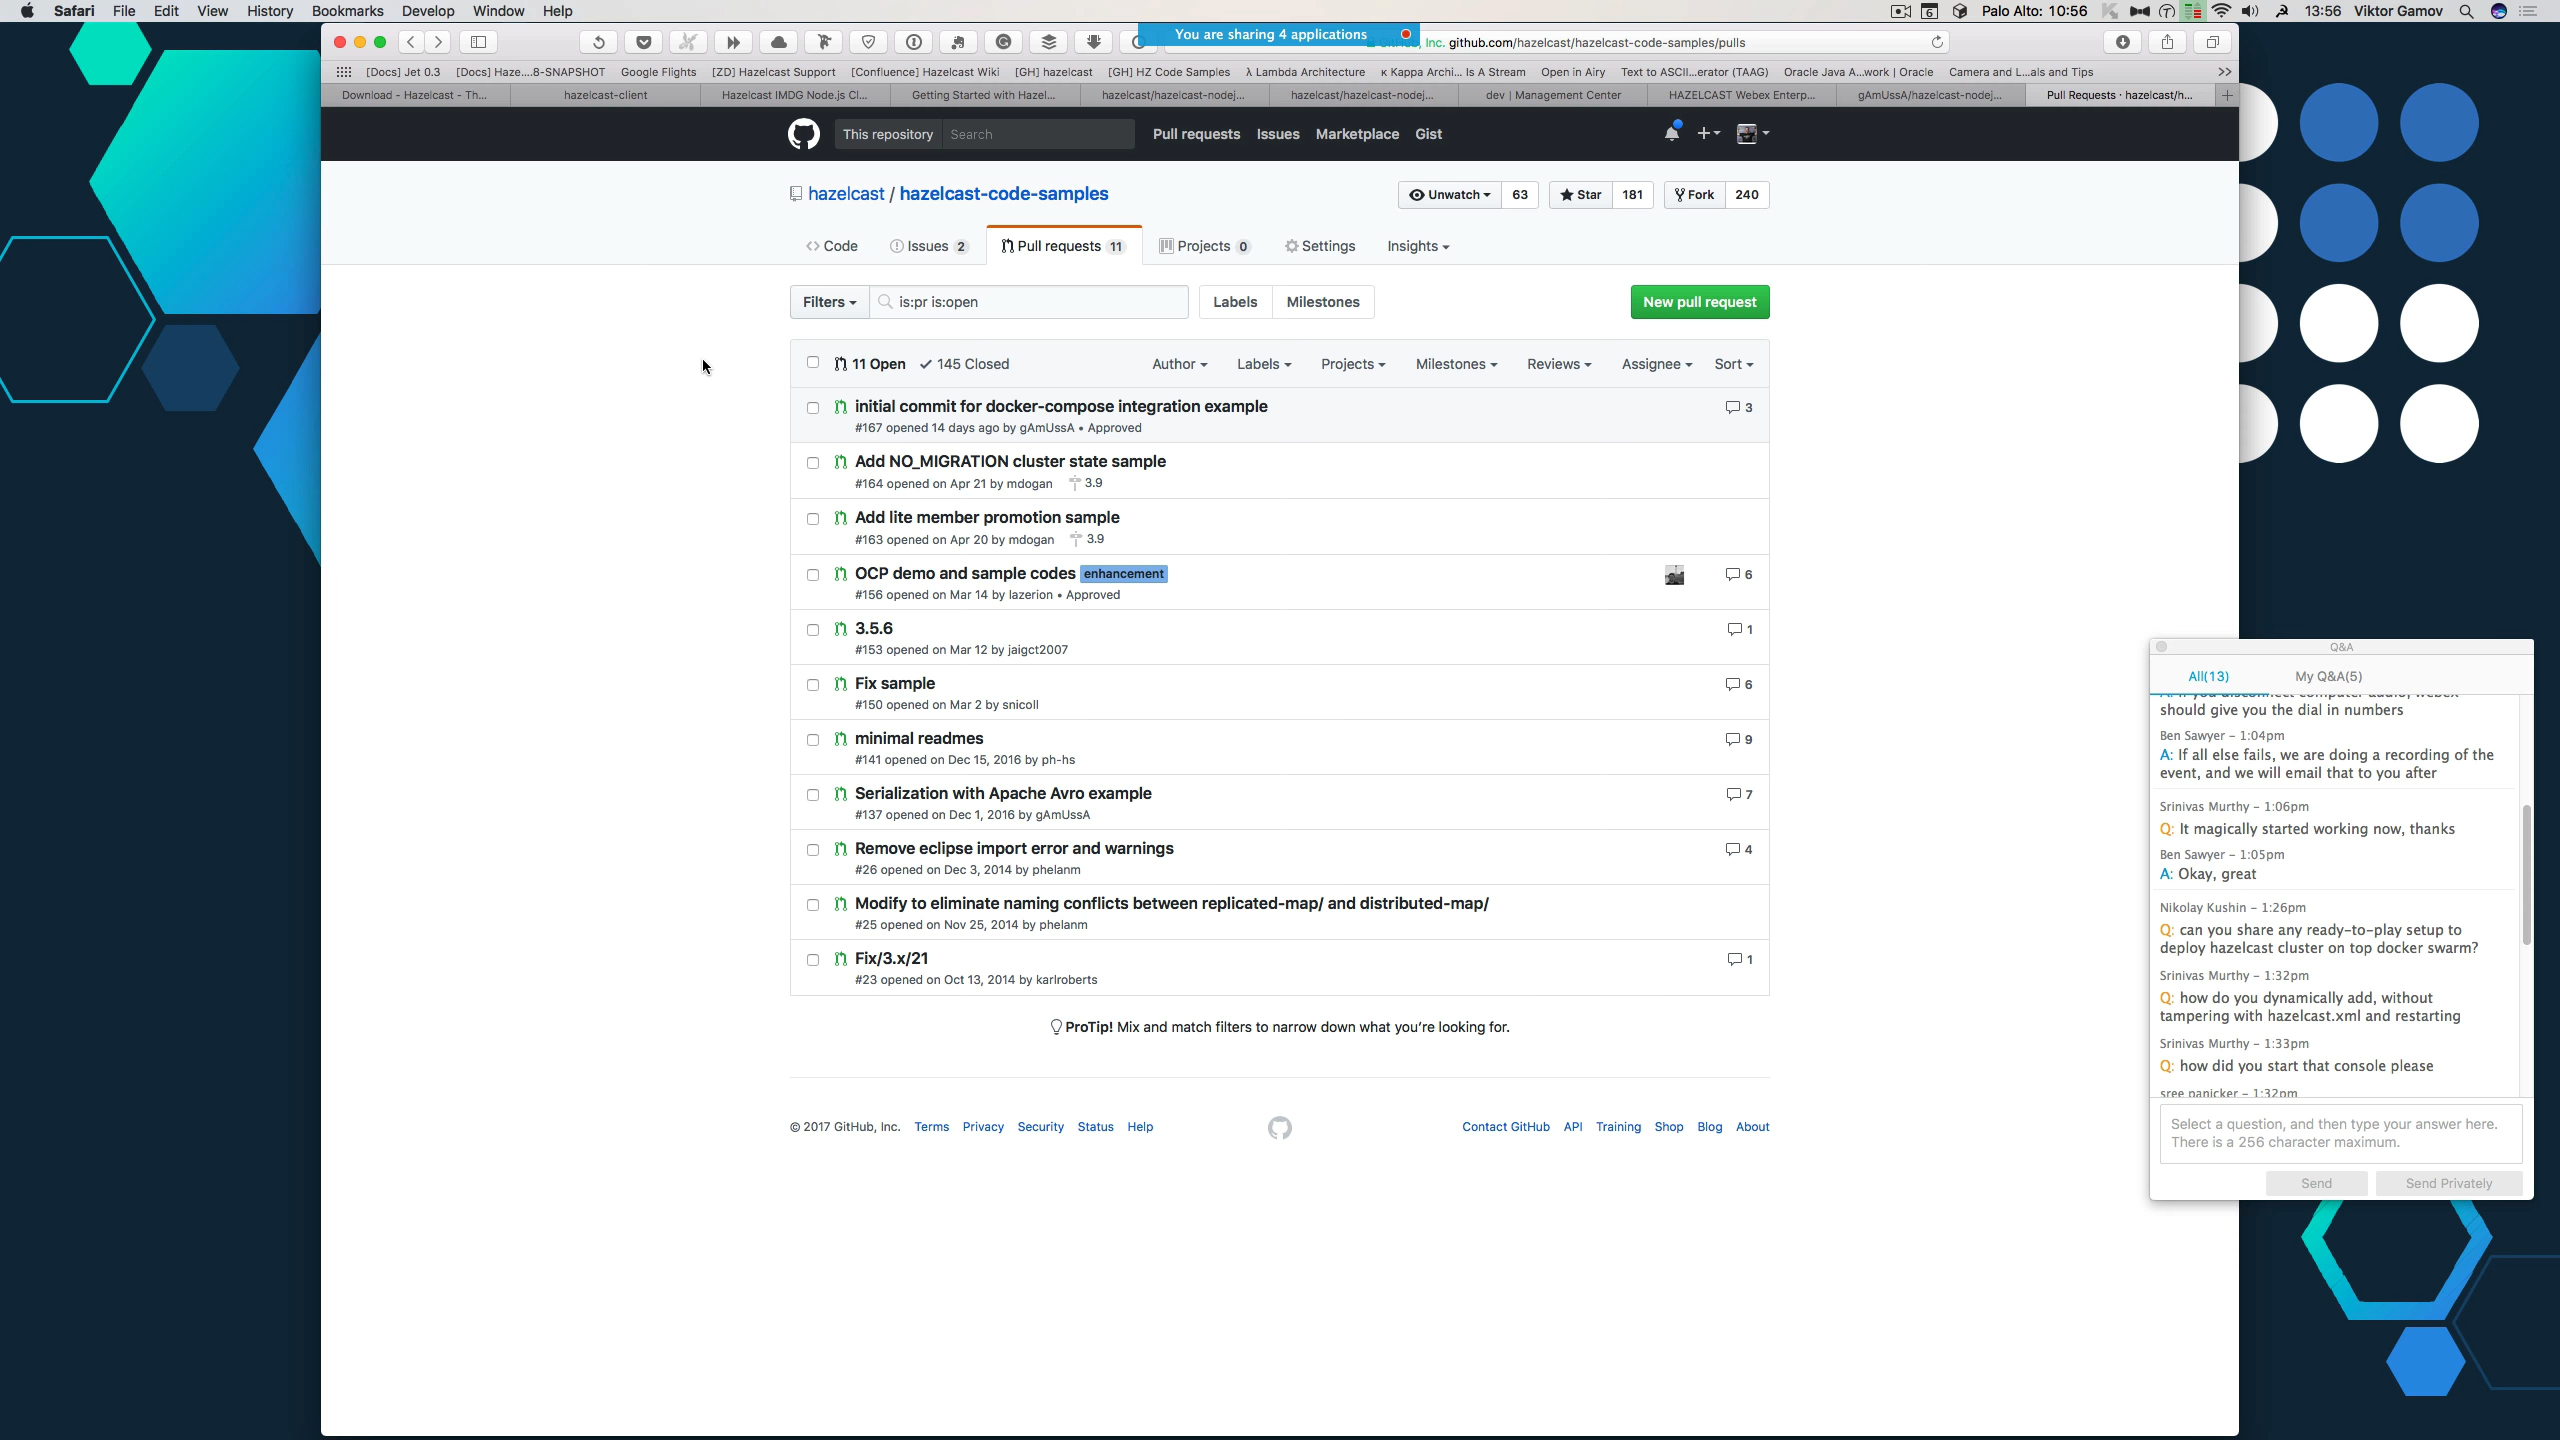 Safari File Edit View History Bookmarks Develop Window Help
6 Palo Alto: 10:56 13:56 Viktor Gamov
You are sharing 4 applications
Inc. github.com/hazelcast/hazelcast-code-samples/pulls
[Docs] Jet 0.3 [Docs] Haze....8-SNAPSHOT Google Flights [ZD] Hazelcast Support [Confluence] Hazelcast Wiki [GH] hazelcast [GH] HZ Code Samples λ Lambda Architecture κ Kappa Archi... Is A Stream Open in Airy Text to ASCII...erator (TAAG) Oracle Java A...work | Oracle Camera and L...als and Tips
Download - Hazelcast - Th... hazelcast-client Hazelcast IMDG Node.js Cl... Getting Started with Hazel... hazelcast/hazelcast-nodej... hazelcast/hazelcast-nodej... dev | Management Center HAZELCAST Webex Enterp... gAmUssA/hazelcast-nodej... Pull Requests · hazelcast/h...
This repository Search Pull requests Issues Marketplace Gist
hazelcast / hazelcast-code-samples
Unwatch 63 Star 181 Fork 240
Code Issues 2 Pull requests 11 Projects 0 Settings Insights
Filters is:pr is:open Labels Milestones New pull request
11 Open 145 Closed Author Labels Projects Milestones Reviews Assignee Sort
initial commit for docker-compose integration example 3
#167 opened 14 days ago by gAmUssA • Approved
Add NO_MIGRATION cluster state sample
#164 opened on Apr 21 by mdogan 3.9
Add lite member promotion sample
#163 opened on Apr 20 by mdogan 3.9
OCP demo and sample codes enhancement 6
#156 opened on Mar 14 by lazerion • Approved
3.5.6 1
#153 opened on Mar 12 by jaigct2007
Fix sample 6
#150 opened on Mar 2 by snicoll
minimal readmes 9
#141 opened on Dec 15, 2016 by ph-hs
Serialization with Apache Avro example 7
#137 opened on Dec 1, 2016 by gAmUssA
Remove eclipse import error and warnings 4
#26 opened on Dec 3, 2014 by phelanm
Modify to eliminate naming conflicts between replicated-map/ and distributed-map/
#25 opened on Nov 25, 2014 by phelanm
Fix/3.x/21 1
#23 opened on Oct 13, 2014 by karlroberts
ProTip! Mix and match filters to narrow down what you're looking for.
© 2017 GitHub, Inc. Terms Privacy Security Status Help
Contact GitHub API Training Shop Blog About
Q&A
All(13) My Q&A(5)
should give you the dial in numbers
Ben Sawyer - 1:04pm
A: If all else fails, we are doing a recording of the
event, and we will email that to you after
Srinivas Murthy - 1:06pm
Q: It magically started working now, thanks
Ben Sawyer - 1:05pm
A: Okay, great
Nikolay Kushin - 1:26pm
Q: can you share any ready-to-play setup to
deploy hazelcast cluster on top docker swarm?
Srinivas Murthy - 1:32pm
Q: how do you dynamically add, without
tampering with hazelcast.xml and restarting
Srinivas Murthy - 1:33pm
Q: how did you start that console please
sree panicker - 1:32pm
Select a question, and then type your answer here.
There is a 256 character maximum.
Send Send Privately